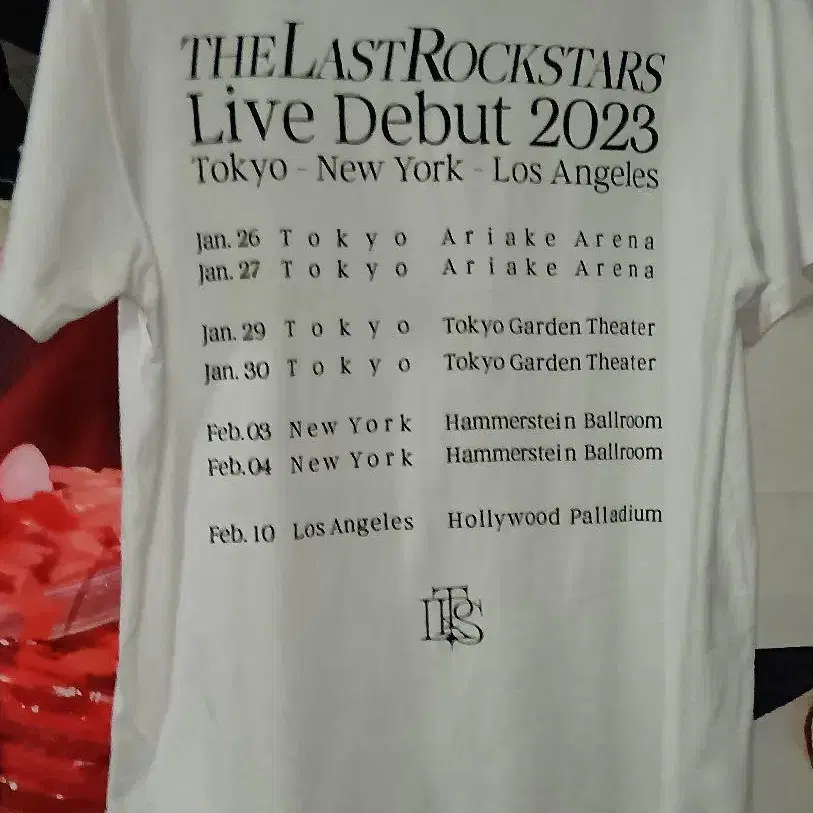 THE LAST ROCKSTARS
Live Debut 2023
Tokyo - New York - Los Angeles
Jan. 26 Tokyo Ariake Arena
Jan. 27 Tokyo Ariake Arena
Jan. 29 Tokyo Tokyo Garden Theater
Jan. 30 Tokyo Tokyo Garden Theater
Feb. 03 New York Hammerstein Ballroom
Feb. 04 New York Hammerstein Ballroom
Feb. 10 Los Angeles Hollywood Palladium
TLRS